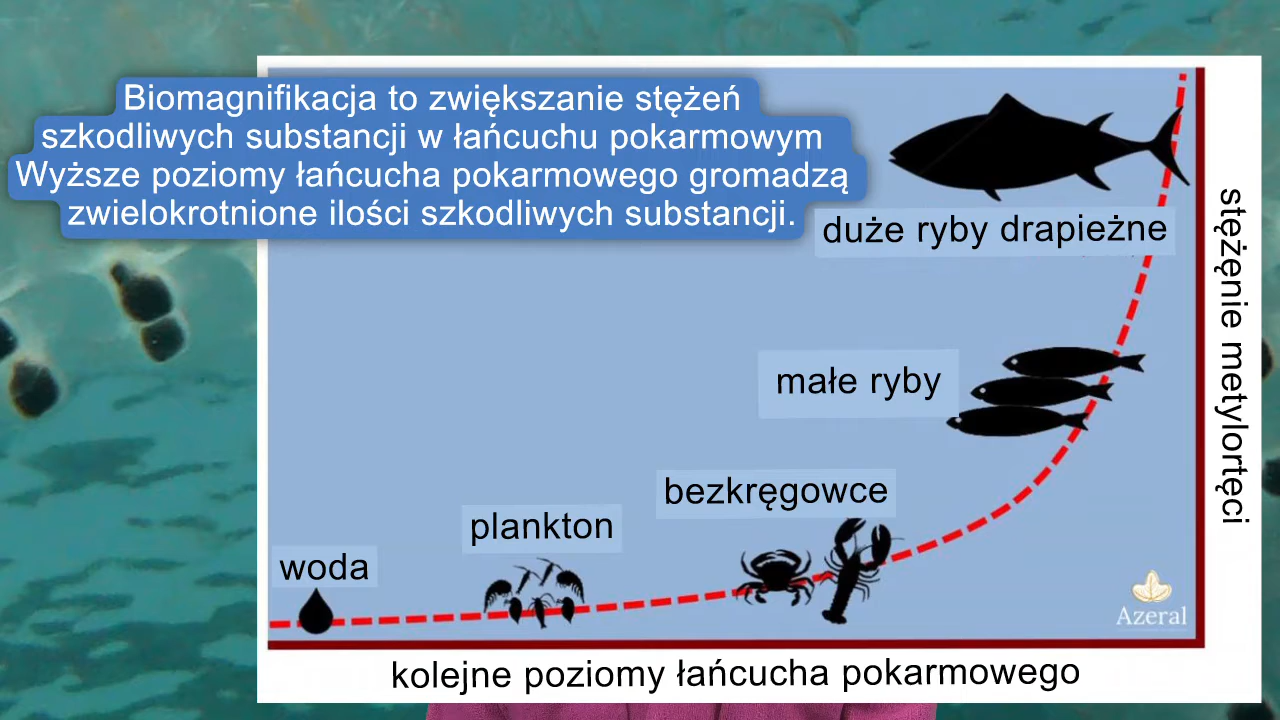 Biomagnifikacja to zwiększanie stężeń
szkodliwych substancji w łańcuchu pokarmowym
Wyższe poziomy łańcucha pokarmowego gromadzą
zwielokrotnione ilości szkodliwych substancji.
duże ryby drapieżne
małe ryby
bezkręgowce
plankton
woda
Azeral
kolejne poziomy łańcucha pokarmowego
stężęnie metylortęci